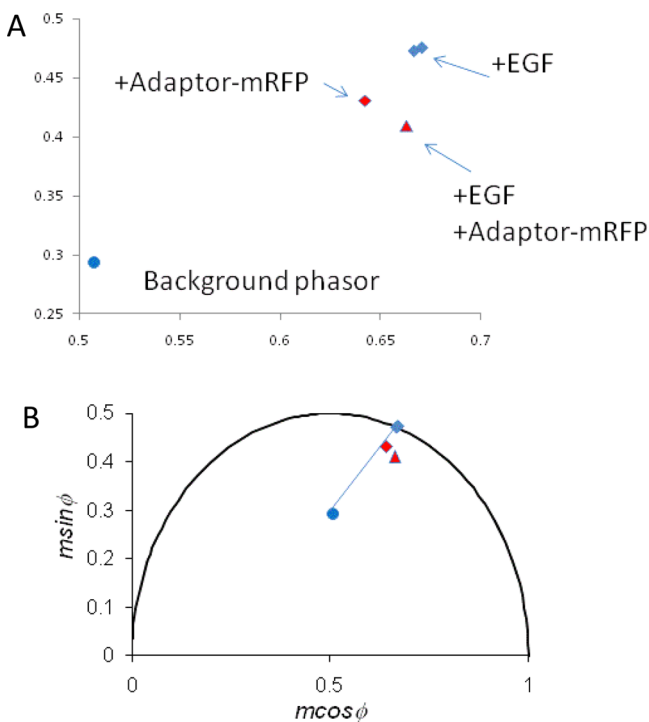 A
0.5
0.45
0.4
0.35
0.3
0.25
0.5
0.55
0.6
0.65
0.7
+Adaptor-mRFP
+EGF
+EGF
+Adaptor-mRFP
Background phasor
B
0.5
0.4
0.3
0.2
0.1
0
msinϕ
0
0.5
1
mcosϕ